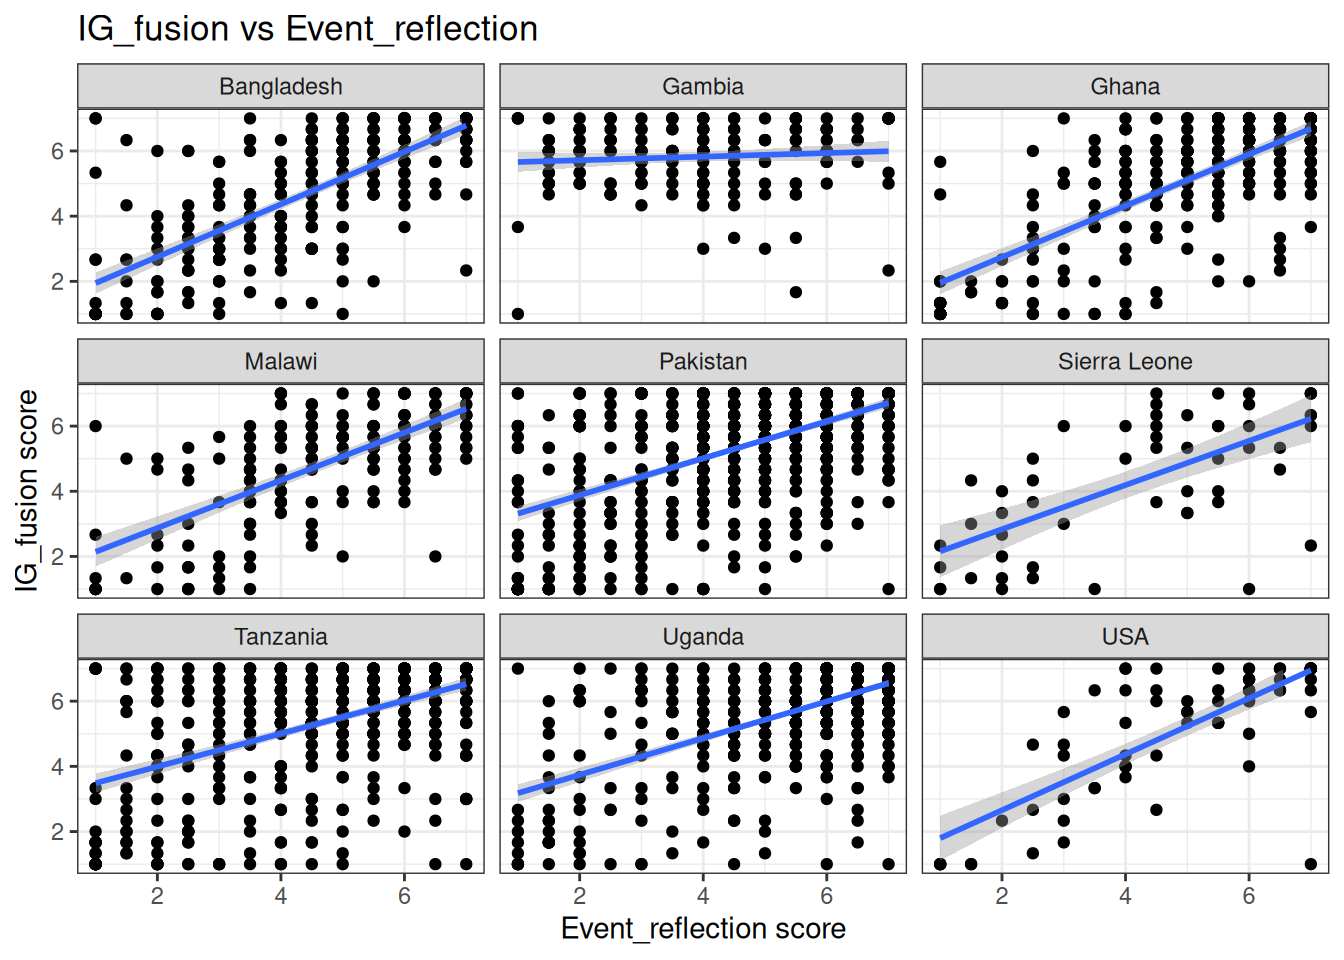 IG_fusion vs Event_reflection
Bangladesh
Gambia
Ghana
6
4
2
Malawi
Pakistan
Sierra Leone
6
4
2
IG_fusion score
Tanzania
Uganda
USA
6
4
2
2 4 6 2 4 6 2 4 6
Event_reflection score